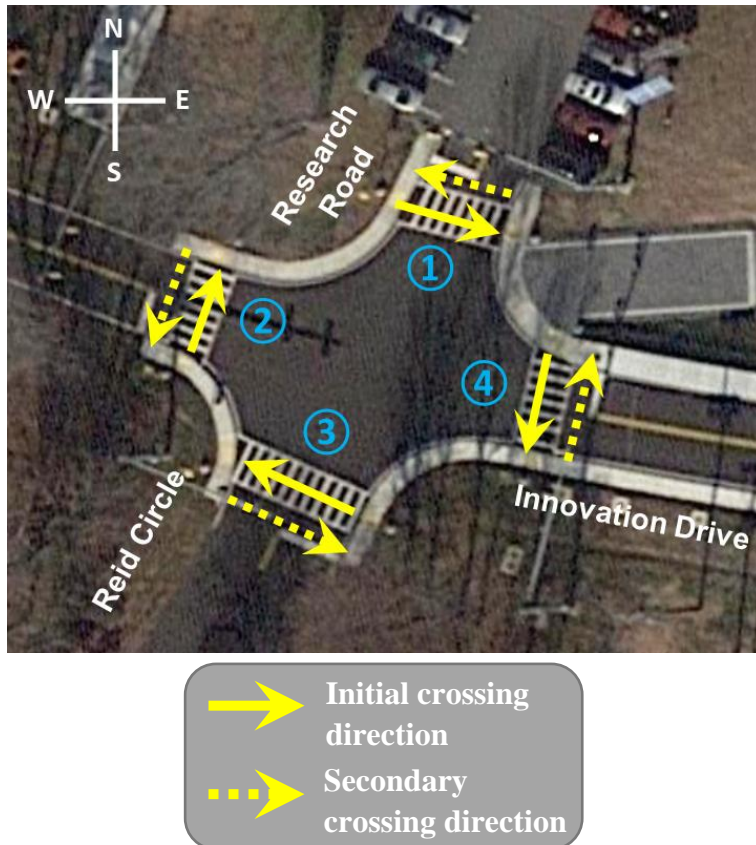 N
W E
S
Research
Road
①
②
④
③
Reid Circle
Innovation Drive
Initial crossing
direction
Secondary
crossing direction